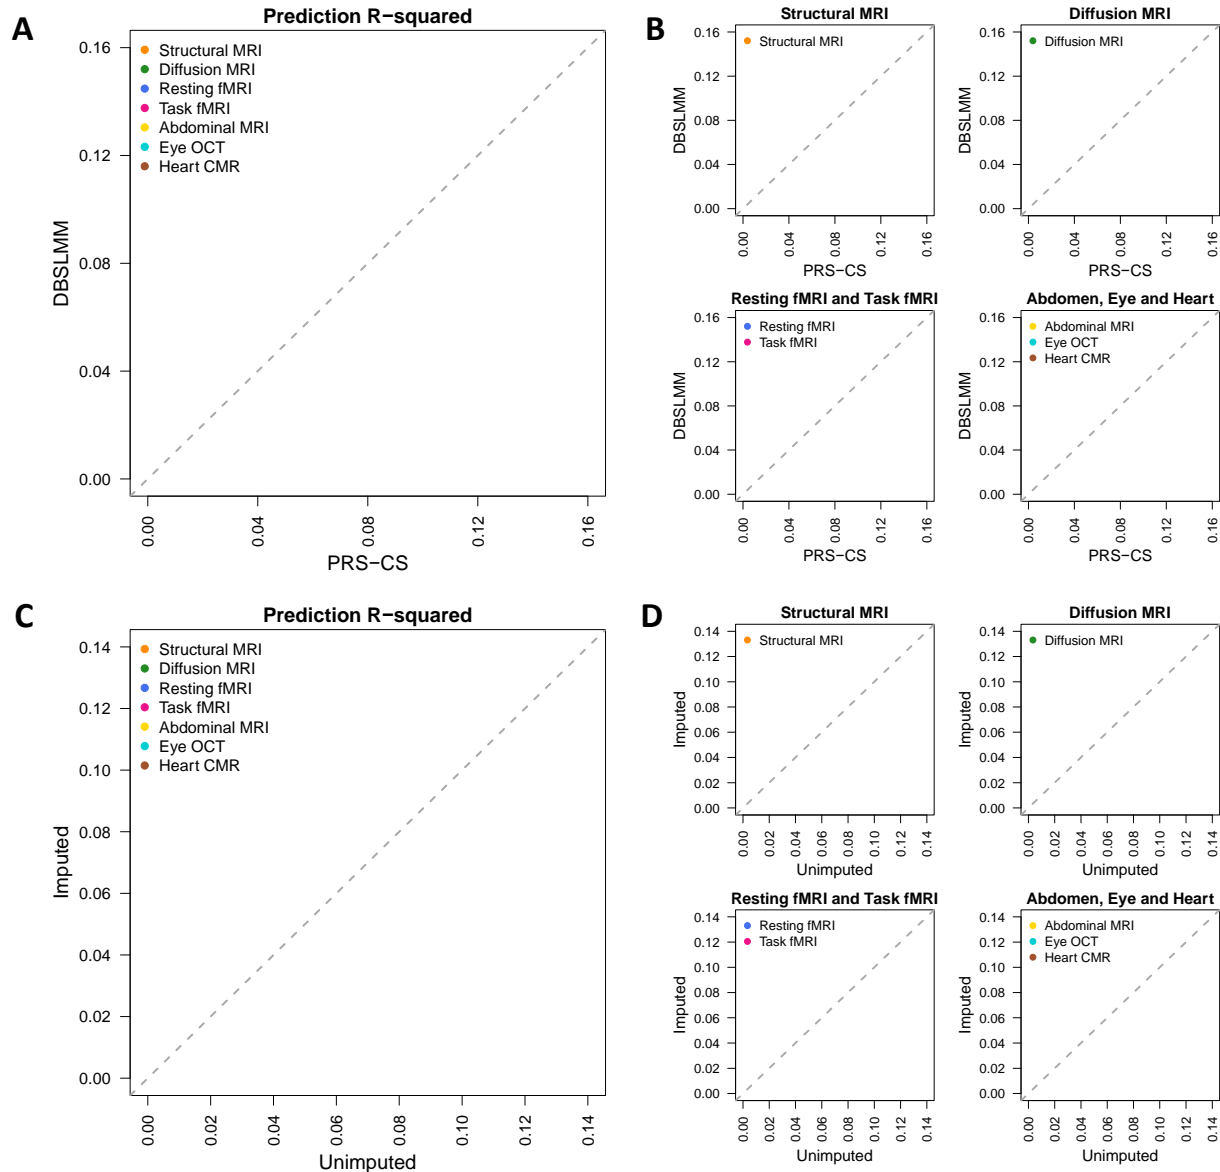 A
Prediction R−squared
Structural MRI
Diffusion MRI
Resting fMRI
Task fMRI
Abdominal MRI
Eye OCT
Heart CMR
0.16
0.12
0.08
0.04
0.00
DBSLMM
0.00
0.04
0.08
0.12
0.16
PRS−CS
B
Structural MRI
Structural MRI
0.16
0.12
0.08
0.04
0.00
DBSLMM
0.00
0.04
0.08
0.12
0.16
PRS−CS
Diffusion MRI
Diffusion MRI
0.16
0.12
0.08
0.04
0.00
DBSLMM
0.00
0.04
0.08
0.12
0.16
PRS−CS
Resting fMRI and Task fMRI
Resting fMRI
Task fMRI
0.16
0.12
0.08
0.04
0.00
DBSLMM
0.00
0.04
0.08
0.12
0.16
PRS−CS
Abdomen, Eye and Heart
Abdominal MRI
Eye OCT
Heart CMR
0.16
0.12
0.08
0.04
0.00
DBSLMM
0.00
0.04
0.08
0.12
0.16
PRS−CS
C
Prediction R−squared
Structural MRI
Diffusion MRI
Resting fMRI
Task fMRI
Abdominal MRI
Eye OCT
Heart CMR
0.14
0.12
0.10
0.08
0.06
0.04
0.02
0.00
Imputed
0.00
0.02
0.04
0.06
0.08
0.10
0.12
0.14
Unimputed
D
Structural MRI
Structural MRI
0.14
0.12
0.10
0.08
0.06
0.04
0.02
0.00
Imputed
0.00
0.02
0.04
0.06
0.08
0.10
0.12
0.14
Unimputed
Diffusion MRI
Diffusion MRI
0.14
0.12
0.10
0.08
0.06
0.04
0.02
0.00
Imputed
0.00
0.02
0.04
0.06
0.08
0.10
0.12
0.14
Unimputed
Resting fMRI and Task fMRI
Resting fMRI
Task fMRI
0.14
0.12
0.10
0.08
0.06
0.04
0.02
0.00
Imputed
0.00
0.02
0.04
0.06
0.08
0.10
0.12
0.14
Unimputed
Abdomen, Eye and Heart
Abdominal MRI
Eye OCT
Heart CMR
0.14
0.12
0.10
0.08
0.06
0.04
0.02
0.00
Imputed
0.00
0.02
0.04
0.06
0.08
0.10
0.12
0.14
Unimputed